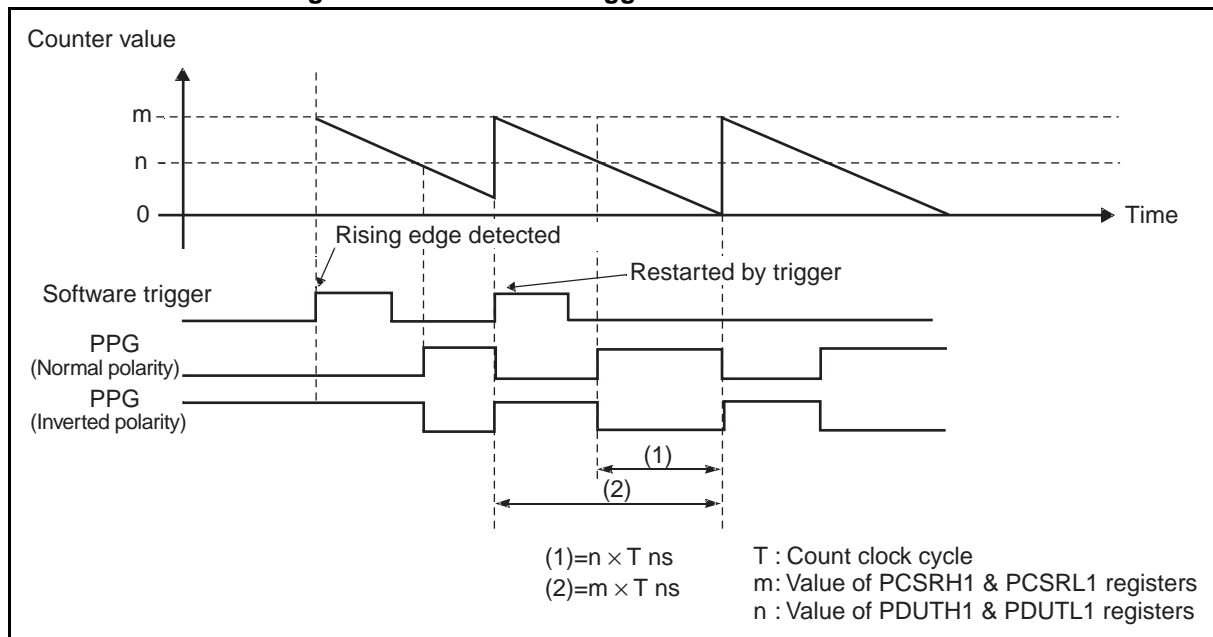 Counter value
m
n
0
Time
Rising edge detected
Restarted by trigger
Software trigger
PPG
(Normal polarity)
PPG
(Inverted polarity)
(1)
(2)
(1)=n × T ns
(2)=m × T ns
T : Count clock cycle
m: Value of PCSRH1 & PCSRL1 registers
n : Value of PDUTH1 & PDUTL1 registers